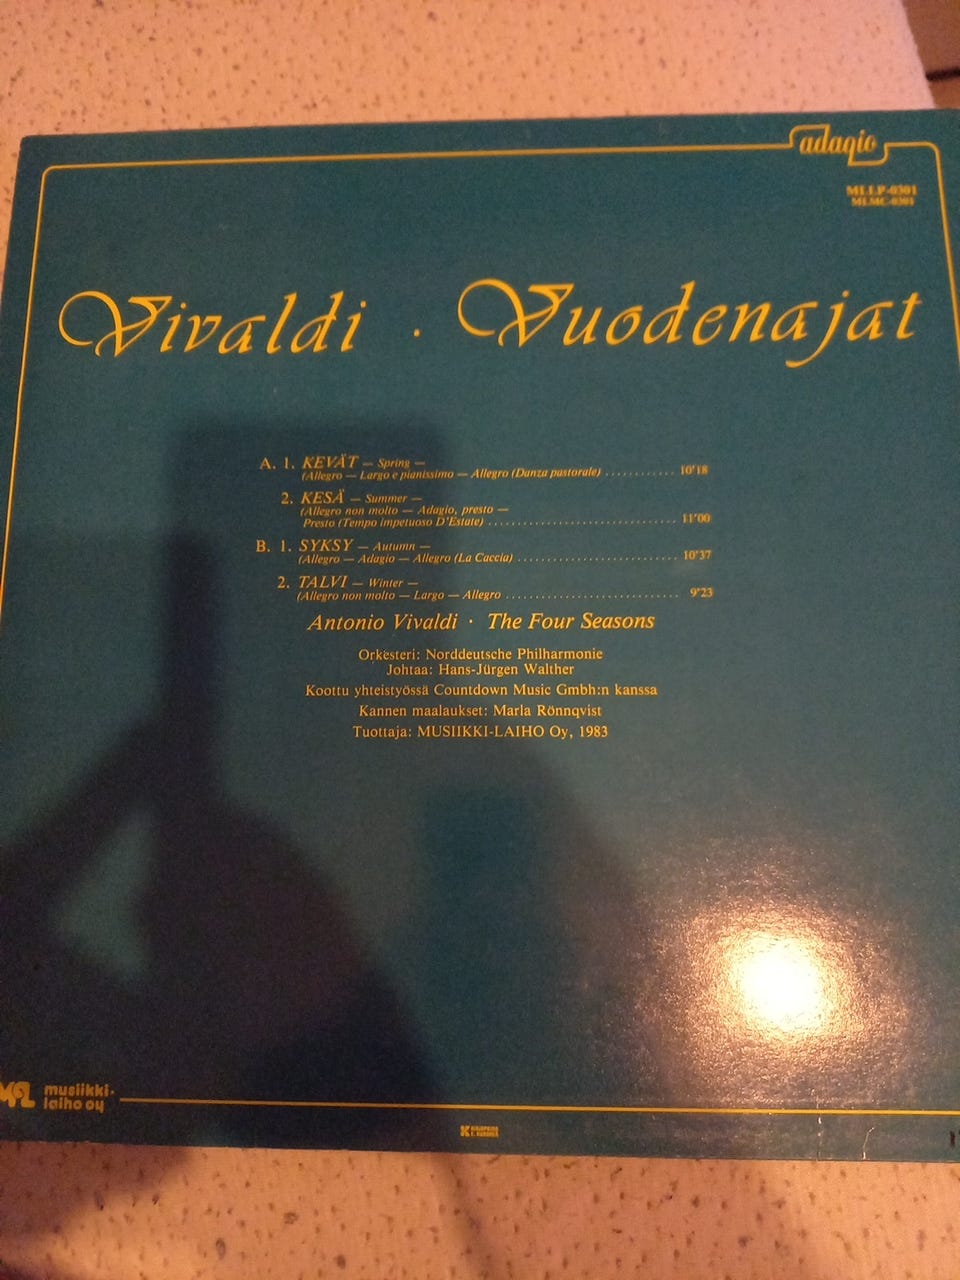 adagio
MLLP-0301
MLMC-0301
Vivaldi · Vuodenajat
A. 1. KEVÄT — Spring —
(Allegro — Largo e pianissimo — Allegro (Danza pastorale) ........... 10'18
2. KESÄ — Summer —
(Allegro non molto — Adagio, presto —
Presto (Tempo impetuoso D'Estate) .............................. 11'00
B. 1. SYKSY — Autumn —
(Allegro — Adagio — Allegro (La Caccia) ......................... 10'37
2. TALVI — Winter —
(Allegro non molto — Largo — Allegro ........................... 9'23
Antonio Vivaldi · The Four Seasons
Orkesteri: Norddeutsche Philharmonie
Johtaa: Hans-Jürgen Walther
Koottu yhteistyössä Countdown Music Gmbh:n kanssa
Kannen maalaukset: Marla Rönnqvist
Tuottaja: MUSIIKKI-LAIHO Oy, 1983
musiikki-
laiho oy